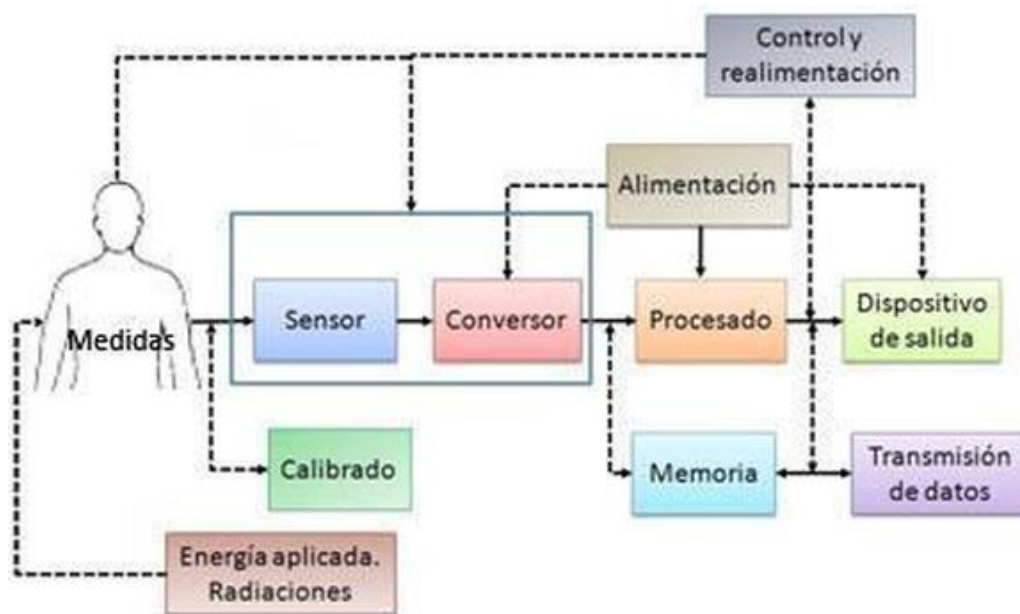 Control y
realimentación
Alimentación
Medidas
Sensor
Conversor
Procesado
Dispositivo
de salida
Calibrado
Memoria
Transmisión
de datos
Energía aplicada.
Radiaciones